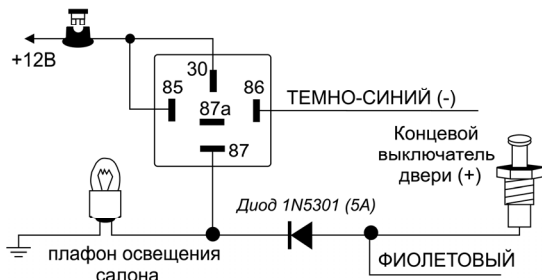 +12В
30
85
86
87а
87
ТЕМНО-СИНИЙ (-)
Концевой
выключатель
двери (+)
Диод 1N5301 (5А)
плафон освещения
салона
ФИОЛЕТОВЫЙ